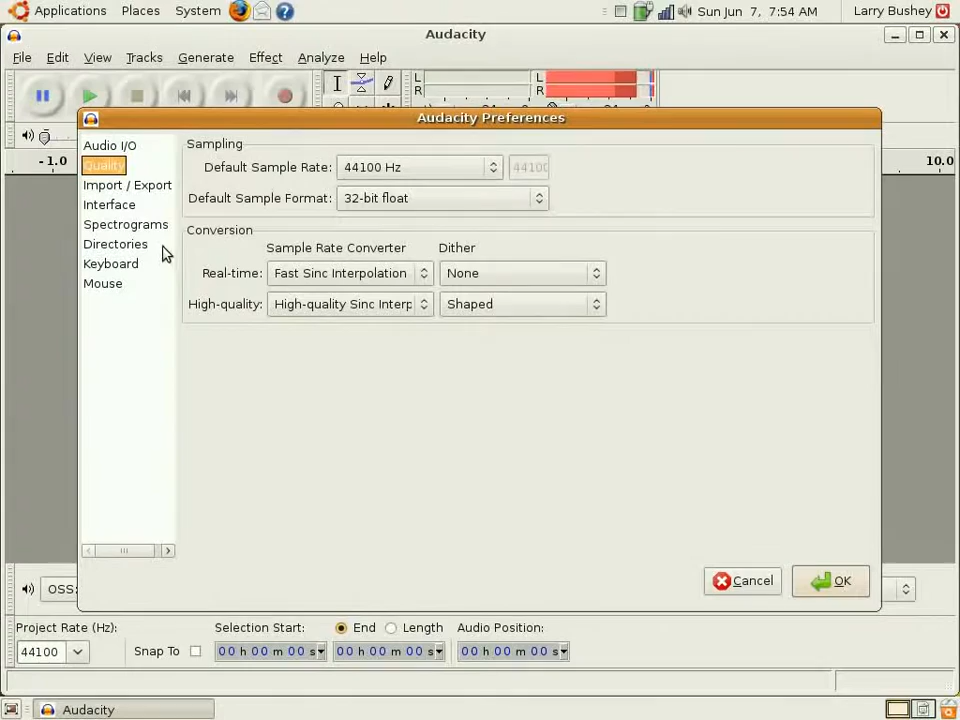 Applications Places System Sun Jun 7, 7:54 AM Larry Bushey
Audacity
File Edit View Tracks Generate Effect Analyze Help
L
R
L
R
Audacity Preferences
-1.0
10.0
Audio I/O
Quality
Import / Export
Interface
Spectrograms
Directories
Keyboard
Mouse
Sampling
Default Sample Rate: 44100 Hz 44100
Default Sample Format: 32-bit float
Conversion
Sample Rate Converter Dither
Real-time: Fast Sinc Interpolation None
High-quality: High-quality Sinc Interp Shaped
Cancel OK
OSS:
Project Rate (Hz): Selection Start: End Length Audio Position:
44100 Snap To 00 h 00 m 00 s 00 h 00 m 00 s 00 h 00 m 00 s
Audacity